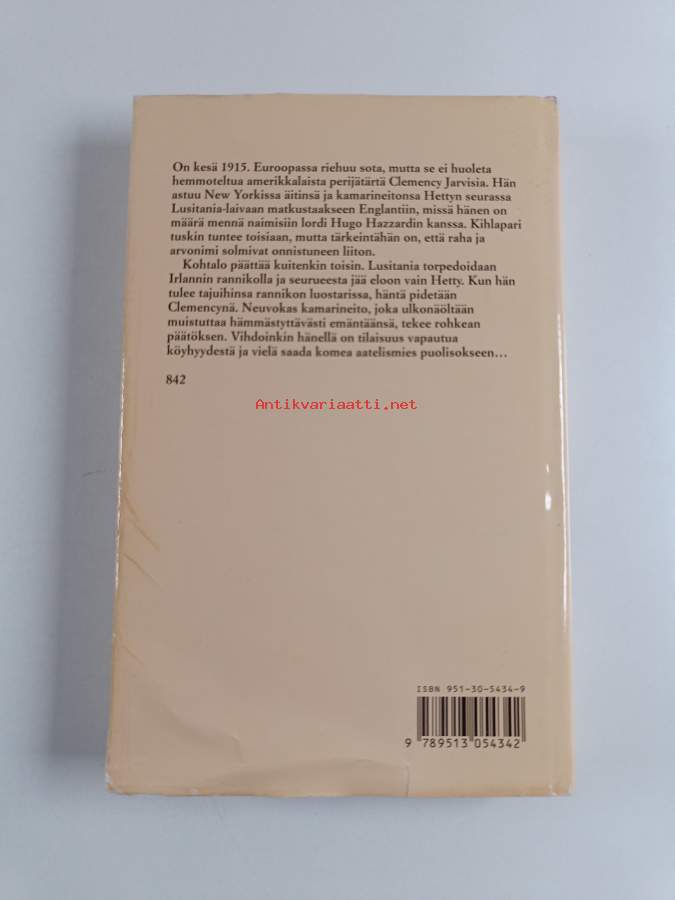 On kesä 1915. Euroopassa riehuu sota, mutta se ei huoleta
hemmoteltua amerikkalaista perijätärtä Clemency Jarvisia. Hän
astuu New Yorkissa äitinsä ja kamarineitonsa Hettyn seurassa
Lusitania-laivaan matkustaakseen Englantiin, missä hänen on
määrä mennä naimisiin lordi Hugo Hazzardin kanssa. Kihlapari
tuskin tuntee toisiaan, mutta tärkeintähän on, että raha ja
arvonimi solmivat onnistuneen liiton.
Kohtalo päättää kuitenkin toisin. Lusitania torpedoidaan
Irlannin rannikolla ja seurueesta jää eloon vain Hetty. Kun hän
tulee tajuihinsa rannikon luostarissa, häntä pidetään
Clemencynä. Neuvokas kamarineito, joka ulkonäöltään
muistuttaa hämmästyttävästi emäntäänsä, tekee rohkean
päätöksen. Vihdoinkin hänellä on tilaisuus vapautua
köyhyydestä ja vielä saada komea aatelismies puolisokseen…
842
Antikvariaatti.net
ISBN 951-30-5434-9
9 789513 054342